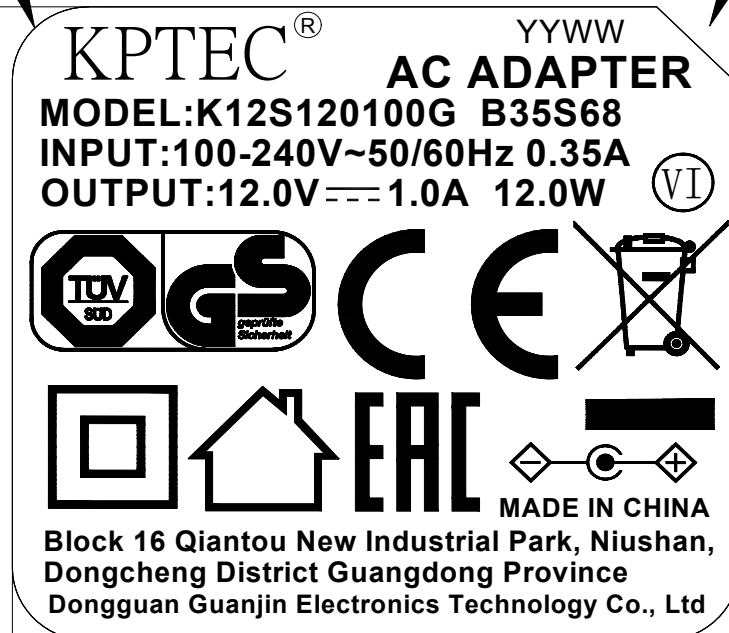 KPTEC®
YYWW
AC ADAPTER
MODEL:K12S120100G B35S68
INPUT:100-240V~50/60Hz 0.35A
OUTPUT:12.0V⎓1.0A 12.0W
VI
TÜV
SÜD
GS
geprüfte
Sicherheit
CE
EAC
MADE IN CHINA
Block 16 Qiantou New Industrial Park, Niushan,
Dongcheng District Guangdong Province
Dongguan Guanjin Electronics Technology Co., Ltd